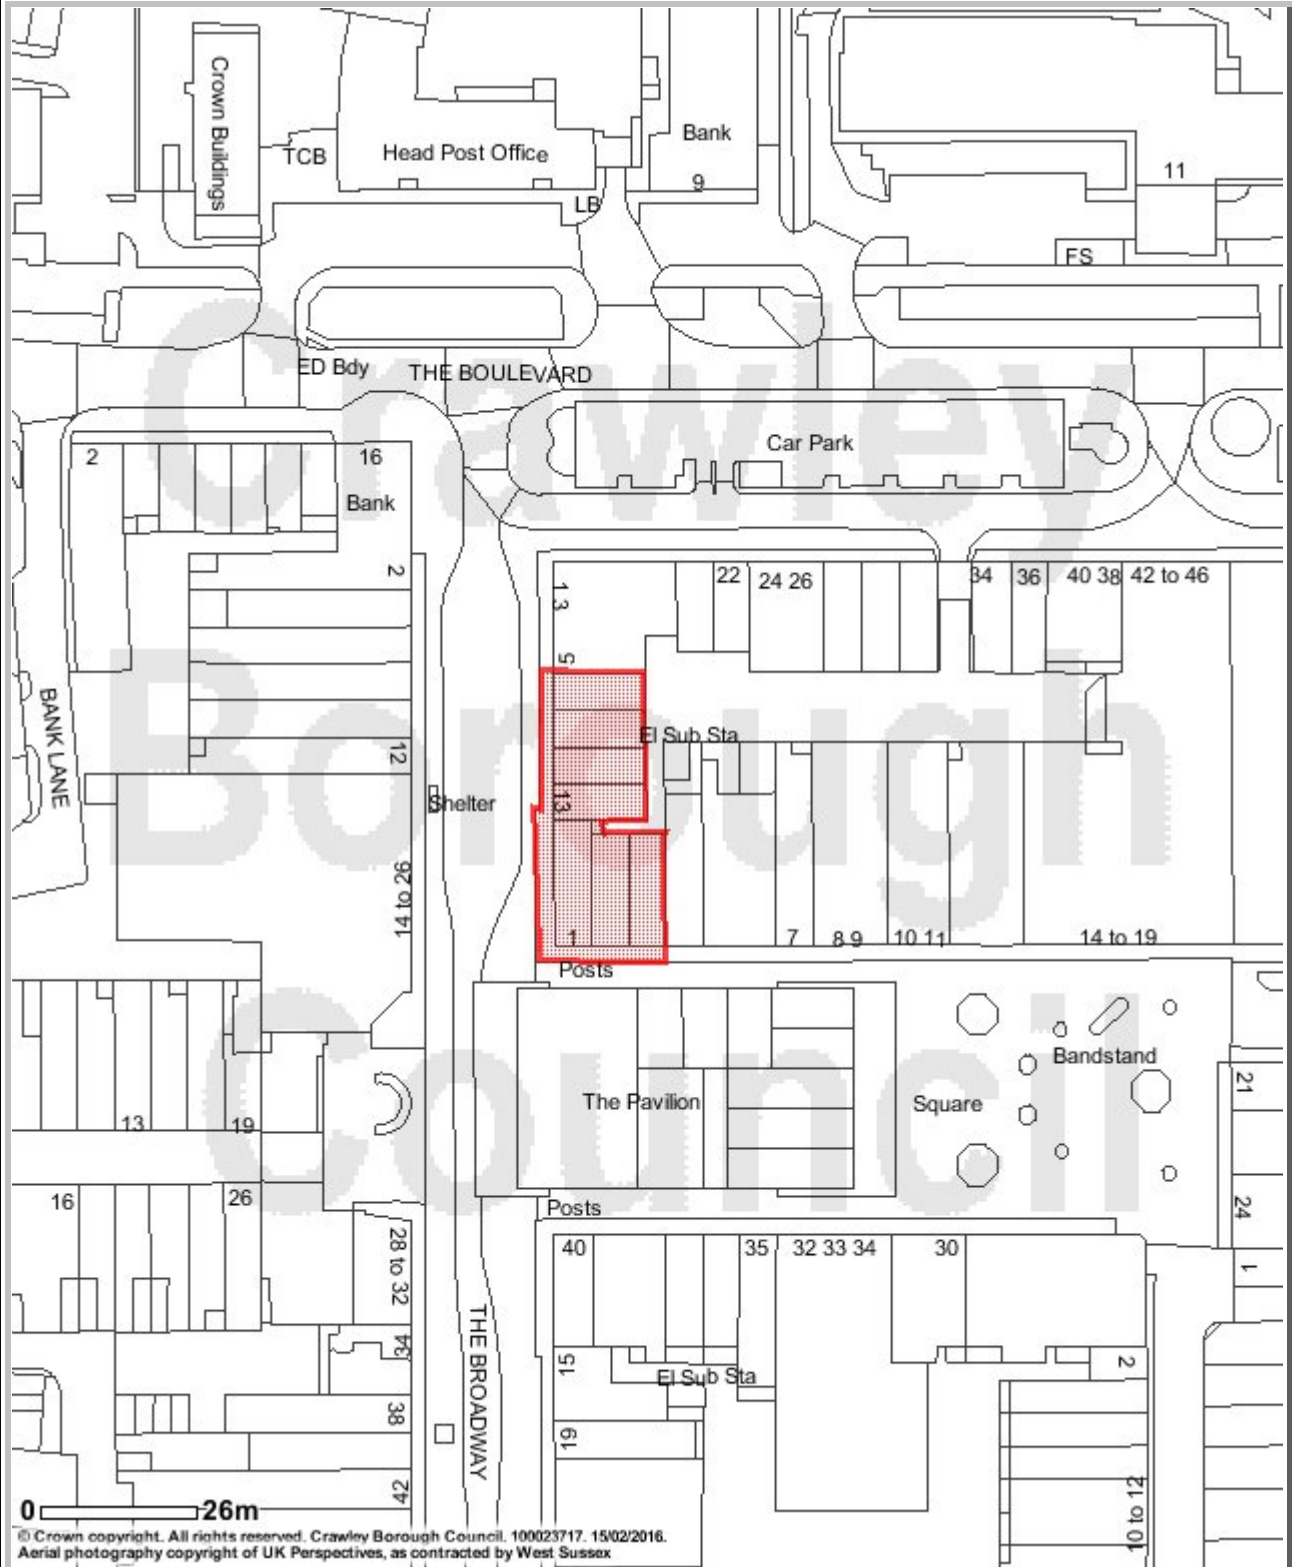 Crown Buildings
TCB
Head Post Office
Bank
9
11
LB
FS
ED Bdy
THE BOULEVARD
Crawley
Car Park
2
16
Bank
2
1 3
22
24 26
34
36
40 38
42 to 46
5
Borough
BANK LANE
El Sub Sta
12
Shelter
13
14 to 26
1
7
8 9
10 11
14 to 19
Posts
Council
Bandstand
The Pavilion
Square
21
13
19
16
26
Posts
24
28 to 32
40
35
32 33 34
30
1
34
15
El Sub Sta
2
THE BROADWAY
38
19
42
10 to 12
0
26m
© Crown copyright. All rights reserved. Crawley Borough Council. 100023717. 15/02/2016.
Aerial photography copyright of UK Perspectives, as contracted by West Sussex